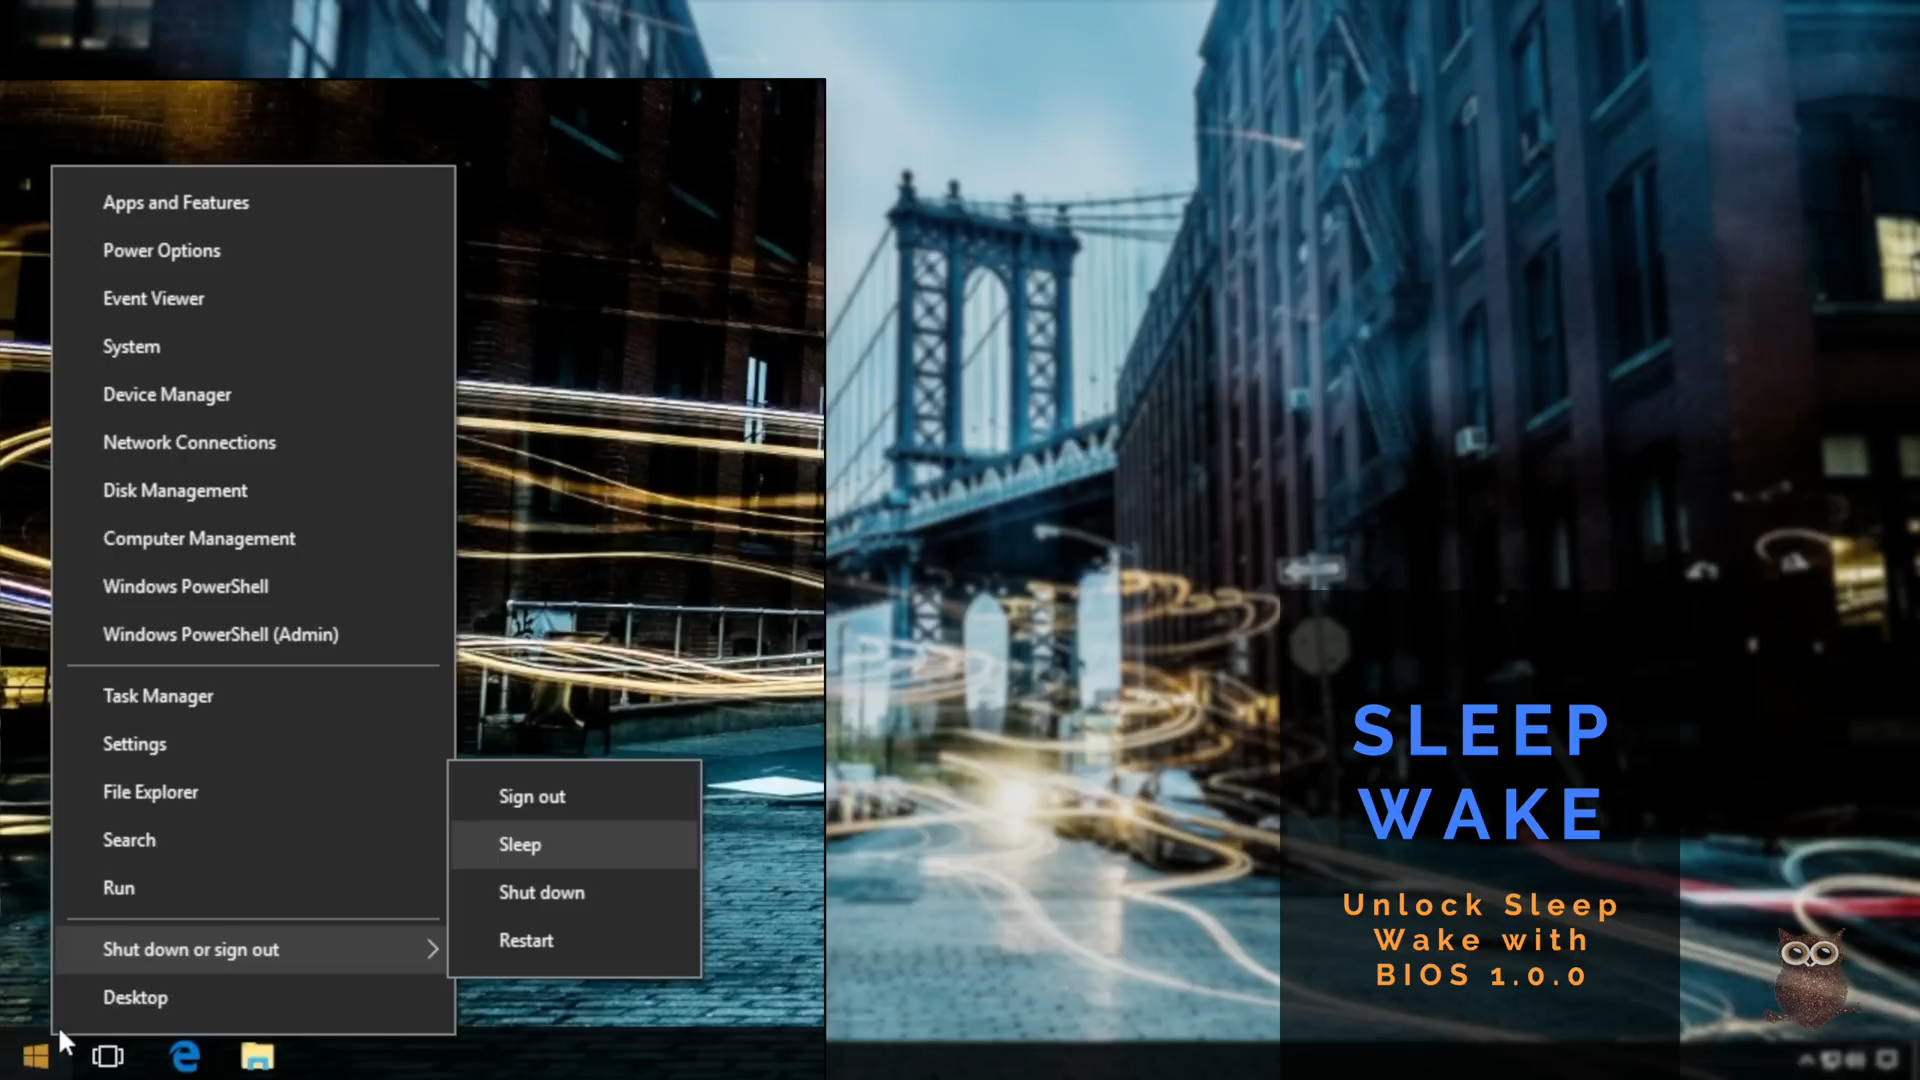 Apps and Features
Power Options
Event Viewer
System
Device Manager
Network Connections
Disk Management
Computer Management
Windows PowerShell
Windows PowerShell (Admin)
Task Manager
Settings
File Explorer
Search
Run
Shut down or sign out
Desktop
Sign out
Sleep
Shut down
Restart
SLEEP
WAKE
Unlock Sleep
Wake with
BIOS 1.0.0